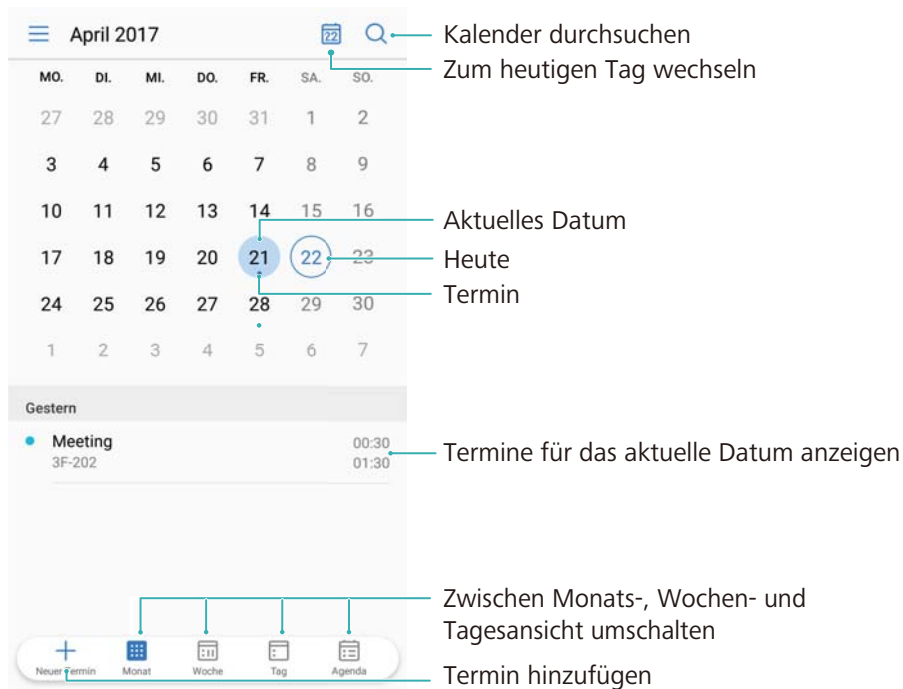 April 2017
22
Kalender durchsuchen
Zum heutigen Tag wechseln
MO. DI. MI. DO. FR. SA. SO.
27 28 29 30 31 1 2
3 4 5 6 7 8 9
10 11 12 13 14 15 16
Aktuelles Datum
17 18 19 20 21 22 23
Heute
Termin
24 25 26 27 28 29 30
1 2 3 4 5 6 7
Gestern
Meeting 00:30
3F-202 01:30
Termine für das aktuelle Datum anzeigen
Zwischen Monats-, Wochen- und
Tagesansicht umschalten
Neuer Termin Monat Woche Tag Agenda
Termin hinzufügen